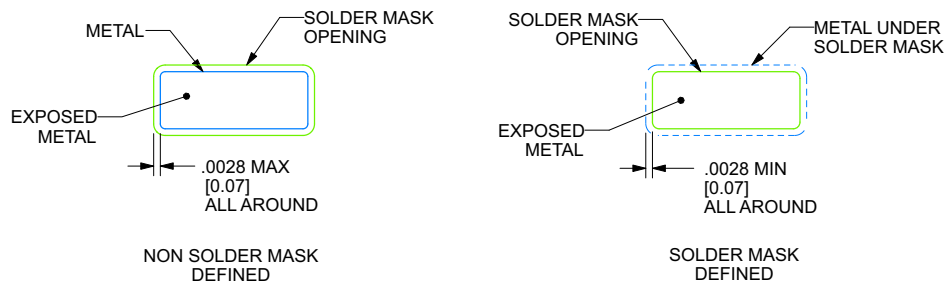 METAL
SOLDER MASK
OPENING
EXPOSED
METAL
.0028 MAX
[0.07]
ALL AROUND
NON SOLDER MASK
DEFINED
SOLDER MASK
OPENING
METAL UNDER
SOLDER MASK
EXPOSED
METAL
.0028 MIN
[0.07]
ALL AROUND
SOLDER MASK
DEFINED